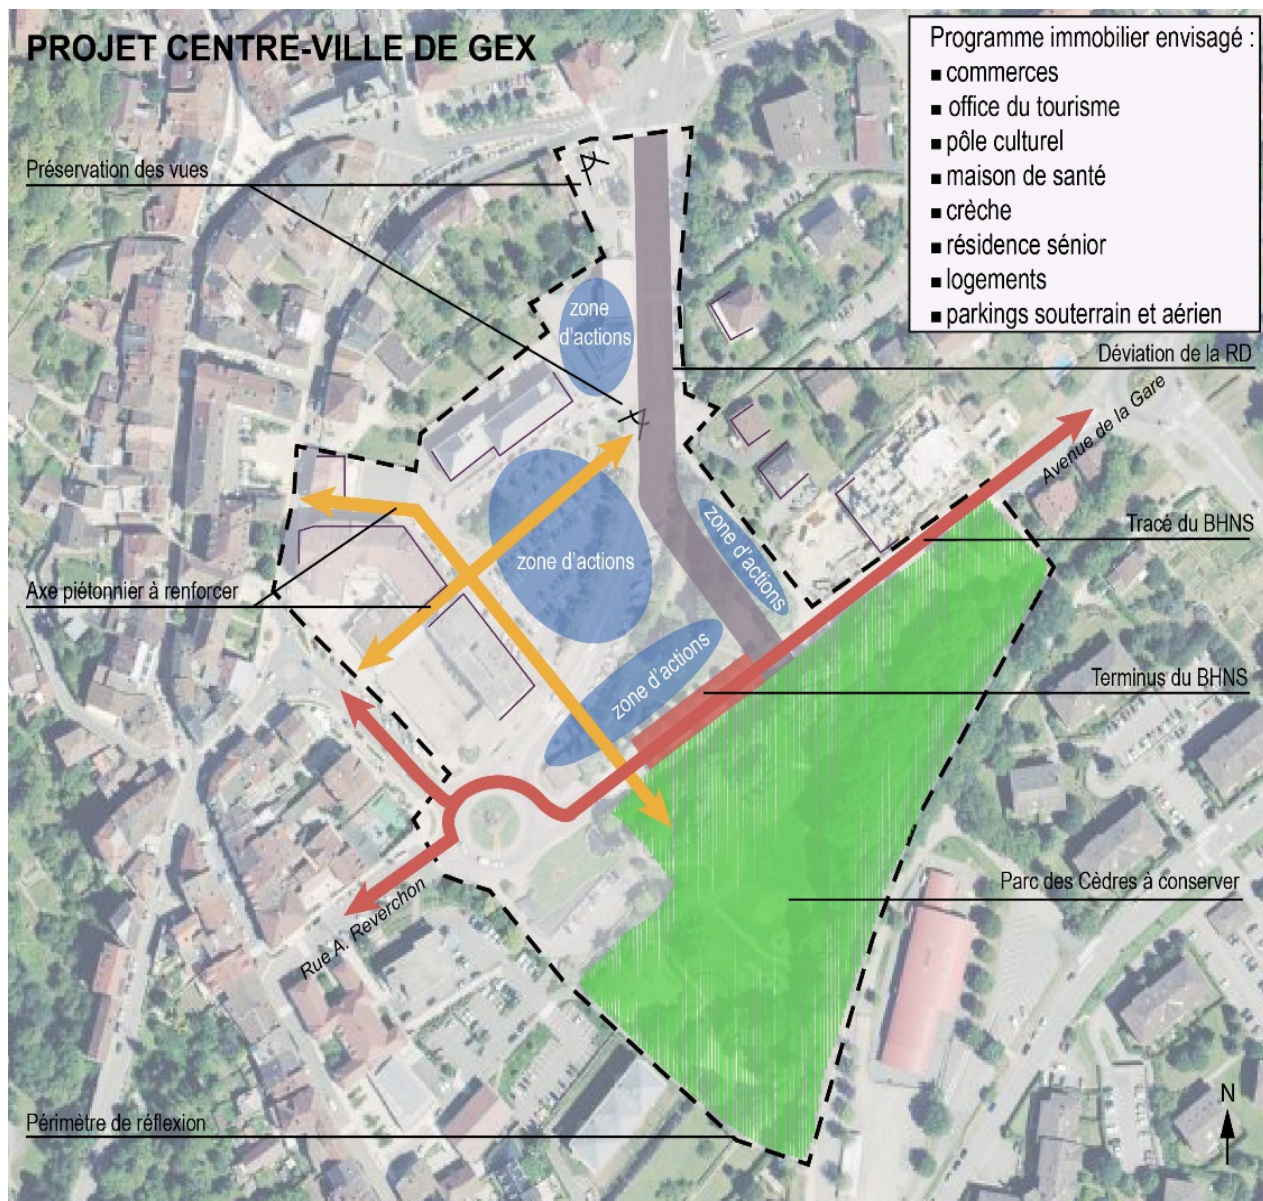 PROJET CENTRE-VILLE DE GEX
Programme immobilier envisagé :
▪ commerces
▪ office du tourisme
▪ pôle culturel
▪ maison de santé
▪ crèche
▪ résidence sénior
▪ logements
▪ parkings souterrain et aérien
Préservation des vues
zone
d'actions
Déviation de la RD
Avenue de la Gare
Tracé du BHNS
zone d'actions
zone d'actions
Axe piétonnier à renforcer
zone d'actions
Terminus du BHNS
Parc des Cèdres à conserver
Rue A. Reverchon
Périmètre de réflexion
N